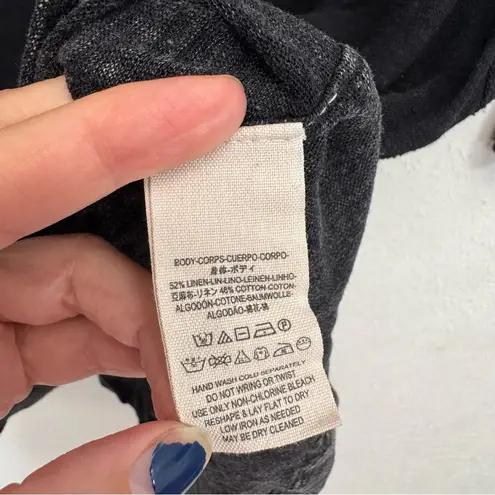 BODY-CORPS-CUERPO-CORPO-
身体-ボディ
52% LINEN-LIN-LINO-LEINEN-LINHO-
亞麻布-リネン 48% COTTON-COTON-
ALGODÓN-COTONE-BAUMWOLLE-
ALGODÃO-棉花-綿
HAND WASH COLD SEPARATELY
DO NOT WRING OR TWIST
USE ONLY NON-CHLORINE BLEACH
RESHAPE & LAY FLAT TO DRY
LOW IRON AS NEEDED
MAY BE DRY CLEANED